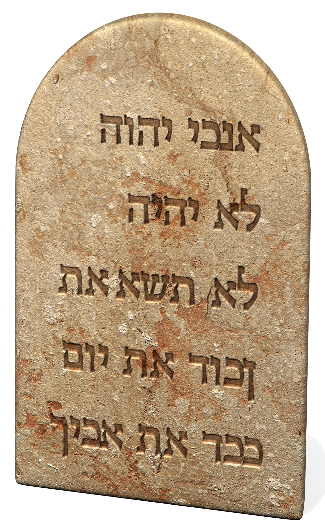 אנכי יהוה
לא יהיה
לא תשא את
זכור את יום
כבד את אביך